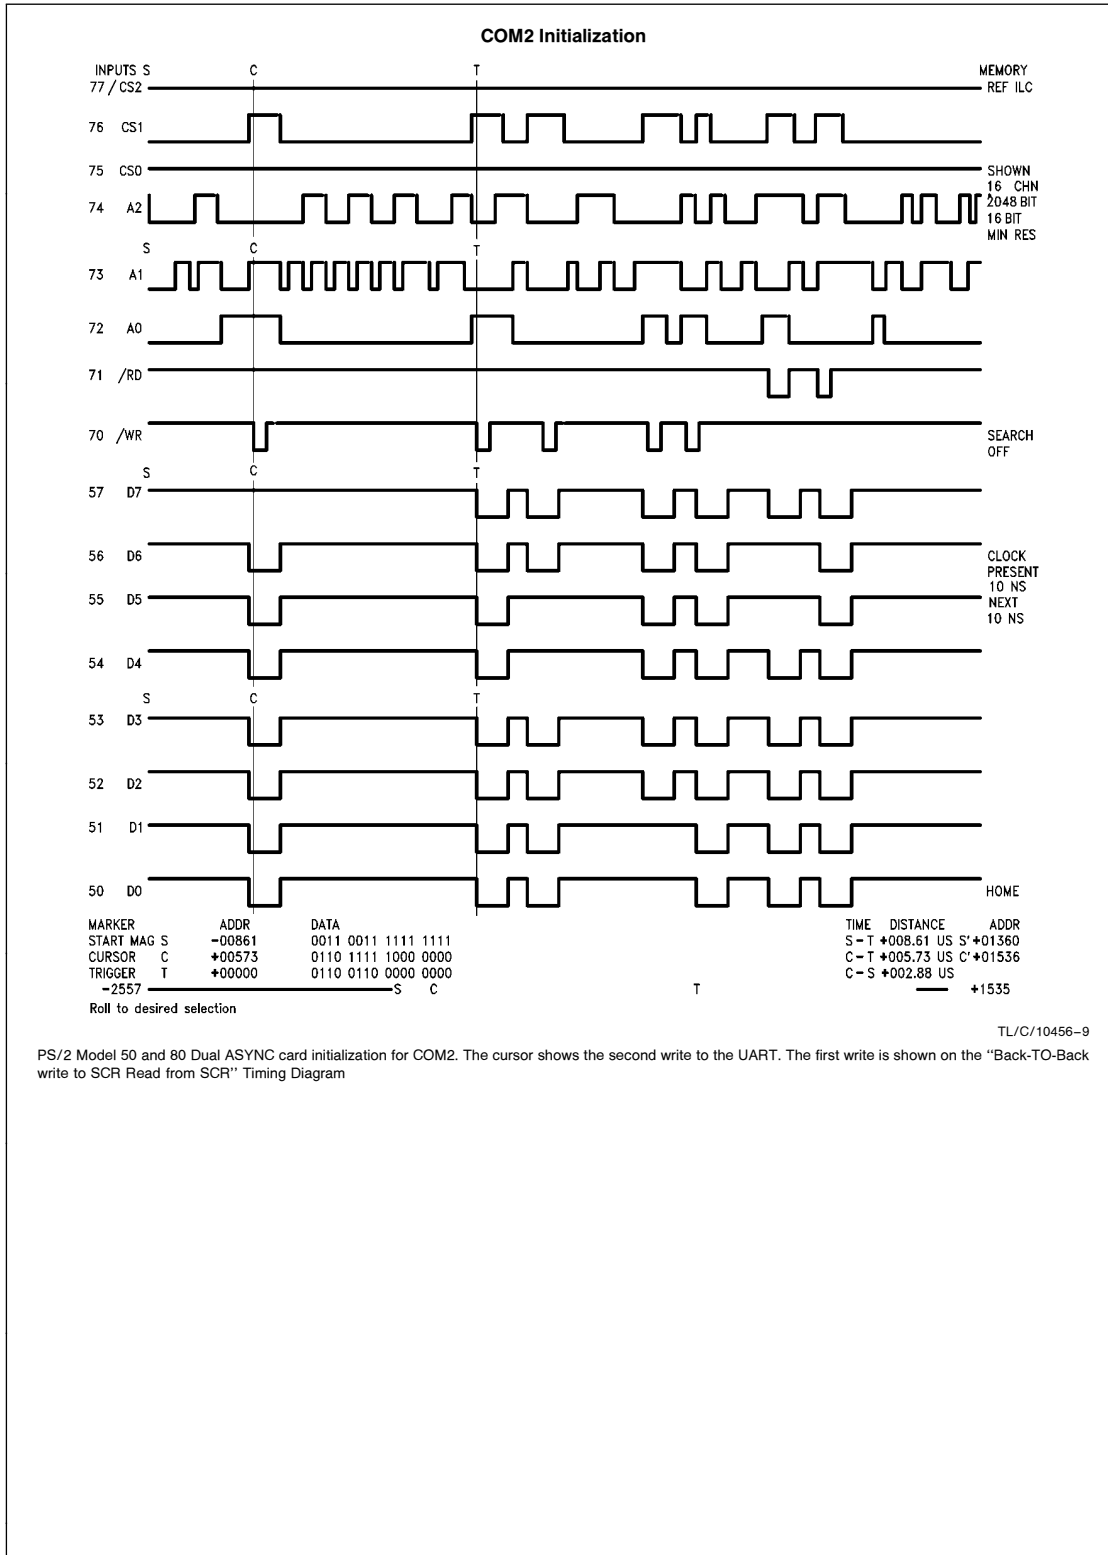 COM2 Initialization
INPUTS S C T MEMORY
77 / CS2 REF ILC
76 CS1
75 CS0 SHOWN
16 CHN
74 A2 2048 BIT
16 BIT
MIN RES
S C T
73 A1
72 A0
71 /RD
70 /WR SEARCH
OFF
S C T
57 D7
56 D6 CLOCK
PRESENT
10 NS
55 D5 NEXT
10 NS
54 D4
S C T
53 D3
52 D2
51 D1
50 D0 HOME
MARKER ADDR DATA TIME DISTANCE ADDR
START MAG S -00861 0011 0011 1111 1111 S-T +008.61 US S'+01360
CURSOR C +00573 0110 1111 1000 0000 C-T +005.73 US C'+01536
TRIGGER T +00000 0110 0110 0000 0000 C-S +002.88 US
-2557 S C T +1535
Roll to desired selection
TL/C/10456–9
PS/2 Model 50 and 80 Dual ASYNC card initialization for COM2. The cursor shows the second write to the UART. The first write is shown on the ‘‘Back-TO-Back
write to SCR Read from SCR’’ Timing Diagram